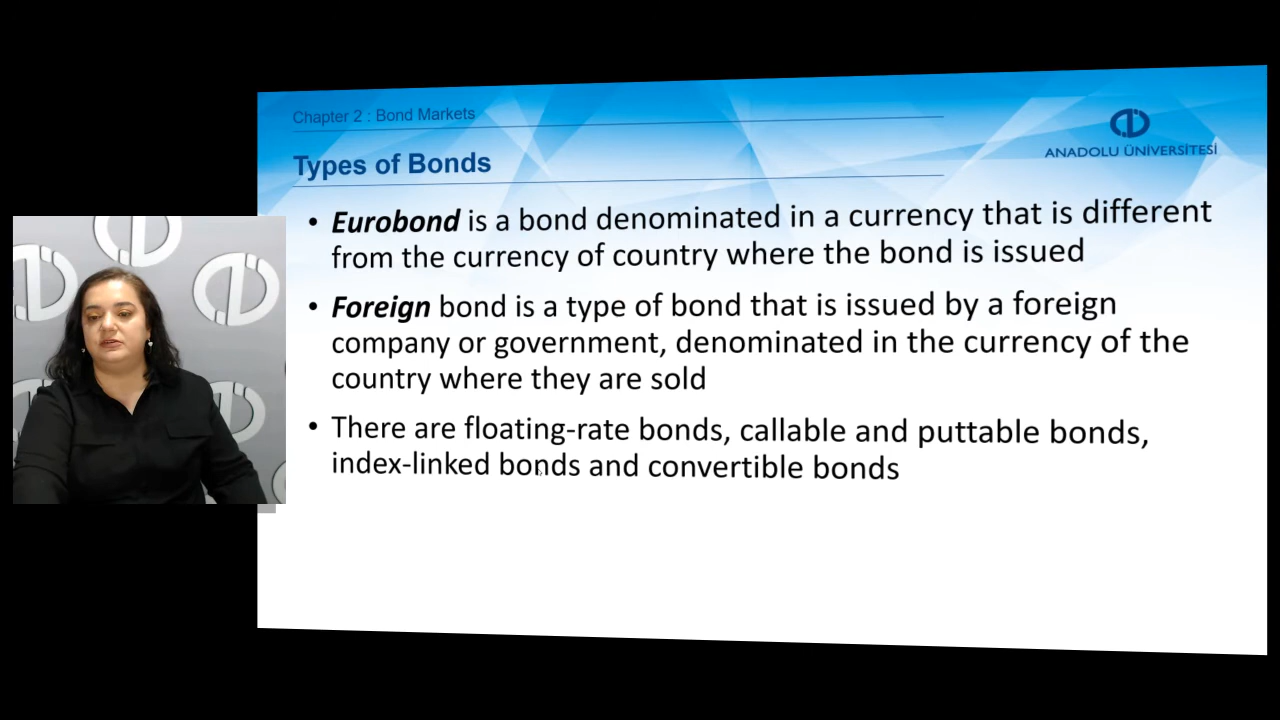 Chapter 2 : Bond Markets
ANADOLU ÜNİVERSİTESİ
Types of Bonds
• Eurobond is a bond denominated in a currency that is different
from the currency of country where the bond is issued
• Foreign bond is a type of bond that is issued by a foreign
company or government, denominated in the currency of the
country where they are sold
• There are floating-rate bonds, callable and puttable bonds,
index-linked bonds and convertible bonds